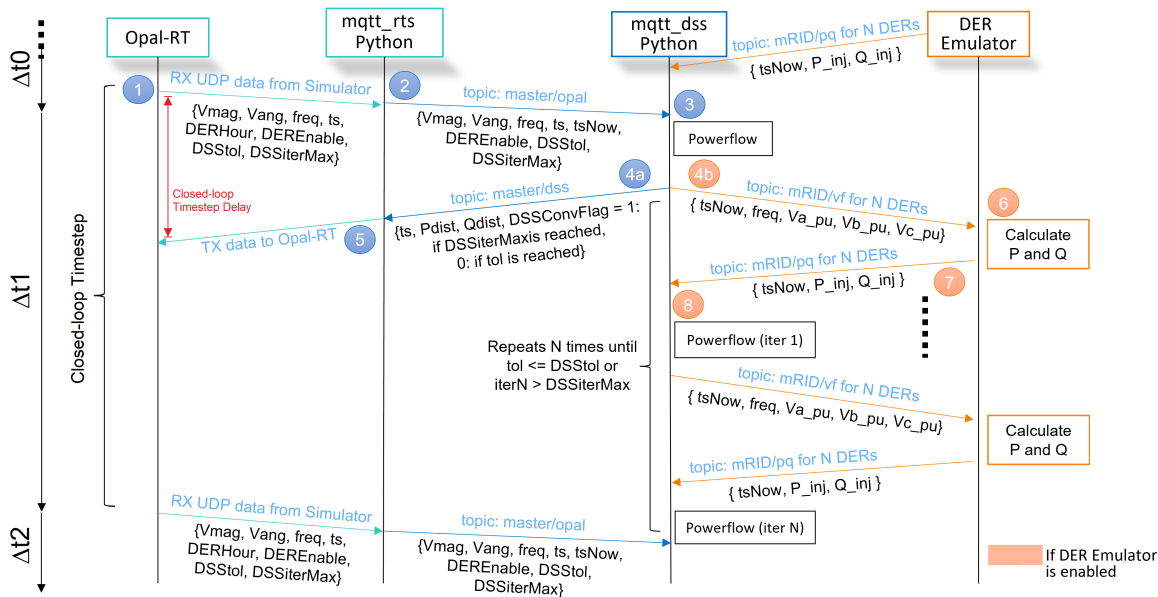 Opal-RT
mqtt_rts
Python
mqtt_dss
Python
DER
Emulator
Δt0
topic: mRID/pq for N DERs
{ tsNow, P_inj, Q_inj }
1
RX UDP data from Simulator
2
topic: master/opal
3
{Vmag, Vang, freq, ts,
DERHour, DEREnable,
DSStol, DSSiterMax}
{Vmag, Vang, freq, ts, tsNow,
DEREnable, DSStol,
DSSiterMax}
Powerflow
Closed-loop
Timestep Delay
4a
4b
topic: master/dss
topic: mRID/vf for N DERs
6
{ tsNow, freq, Va_pu, Vb_pu, Vc_pu}
{ts, Pdist, Qdist, DSSConvFlag = 1:
if DSSiterMaxis reached,
0: if tol is reached}
5
TX data to Opal-RT
Calculate
P and Q
topic: mRID/pq for N DERs
{ tsNow, P_inj, Q_inj }
7
Δt1
Closed-loop Timestep
8
Powerflow (iter 1)
Repeats N times until
tol <= DSStol or
iterN > DSSiterMax
topic: mRID/vf for N DERs
{ tsNow, freq, Va_pu, Vb_pu, Vc_pu}
Calculate
P and Q
topic: mRID/pq for N DERs
{ tsNow, P_inj, Q_inj }
Δt2
RX UDP data from Simulator
topic: master/opal
Powerflow (iter N)
{Vmag, Vang, freq, ts,
DERHour, DEREnable,
DSStol, DSSiterMax}
{Vmag, Vang, freq, ts, tsNow,
DEREnable, DSStol,
DSSiterMax}
If DER Emulator
is enabled